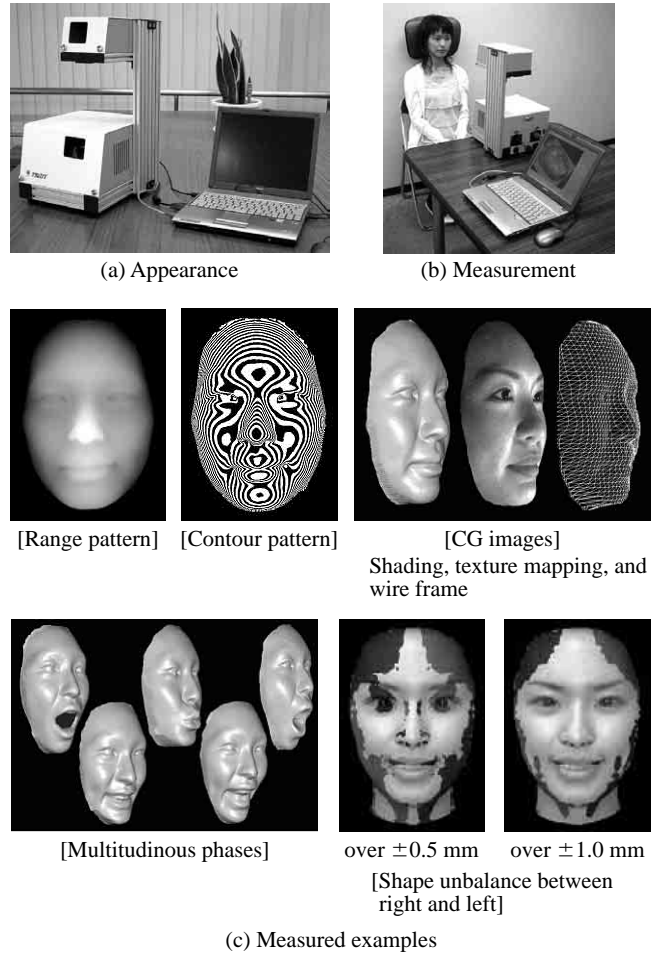 (a) Appearance
(b) Measurement
[Range pattern]
[Contour pattern]
[CG images]
Shading, texture mapping, and
wire frame
[Multitudinous phases]
over ±0.5 mm
over ±1.0 mm
[Shape unbalance between
right and left]
(c) Measured examples